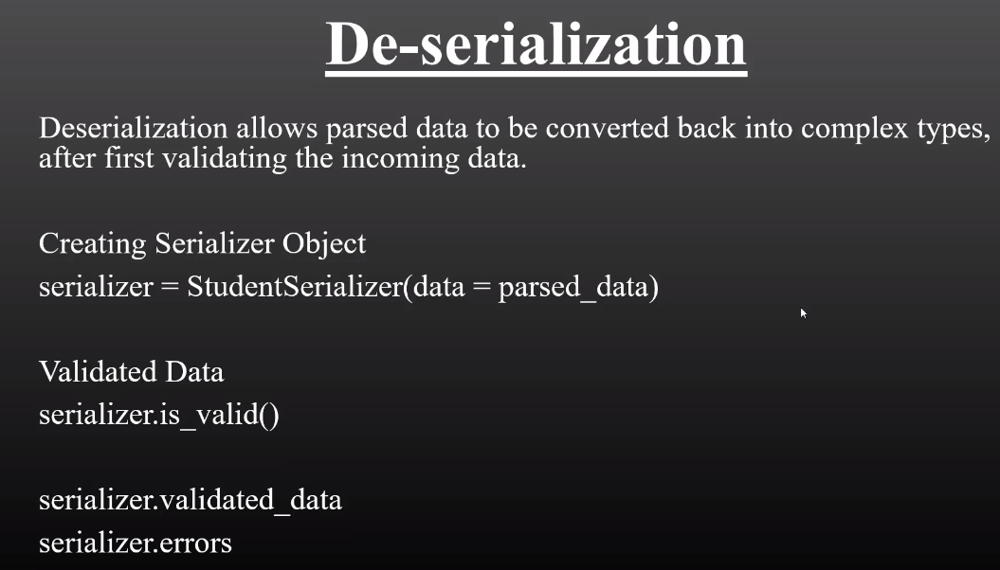 De-serialization
Deserialization allows parsed data to be converted back into complex types,
after first validating the incoming data.
Creating Serializer Object
serializer = StudentSerializer(data = parsed_data)
Validated Data
serializer.is_valid()
serializer.validated_data
serializer.errors